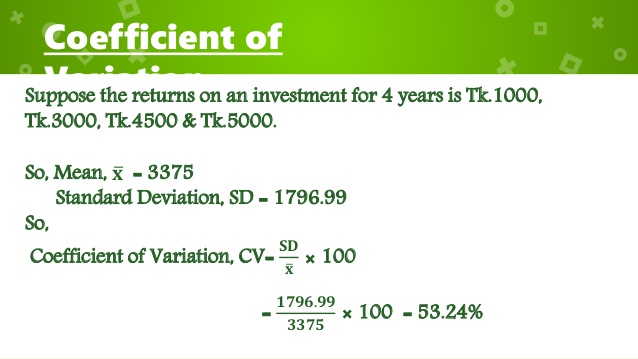 Coefficient of
Variation
Suppose the returns on an investment for 4 years is Tk.1000,
Tk.3000, Tk.4500 & Tk.5000.
So, Mean, x̅ = 3375
Standard Deviation, SD = 1796.99
So,
Coefficient of Variation, CV= SD/x̅ × 100
= 1796.99/3375 × 100 = 53.24%